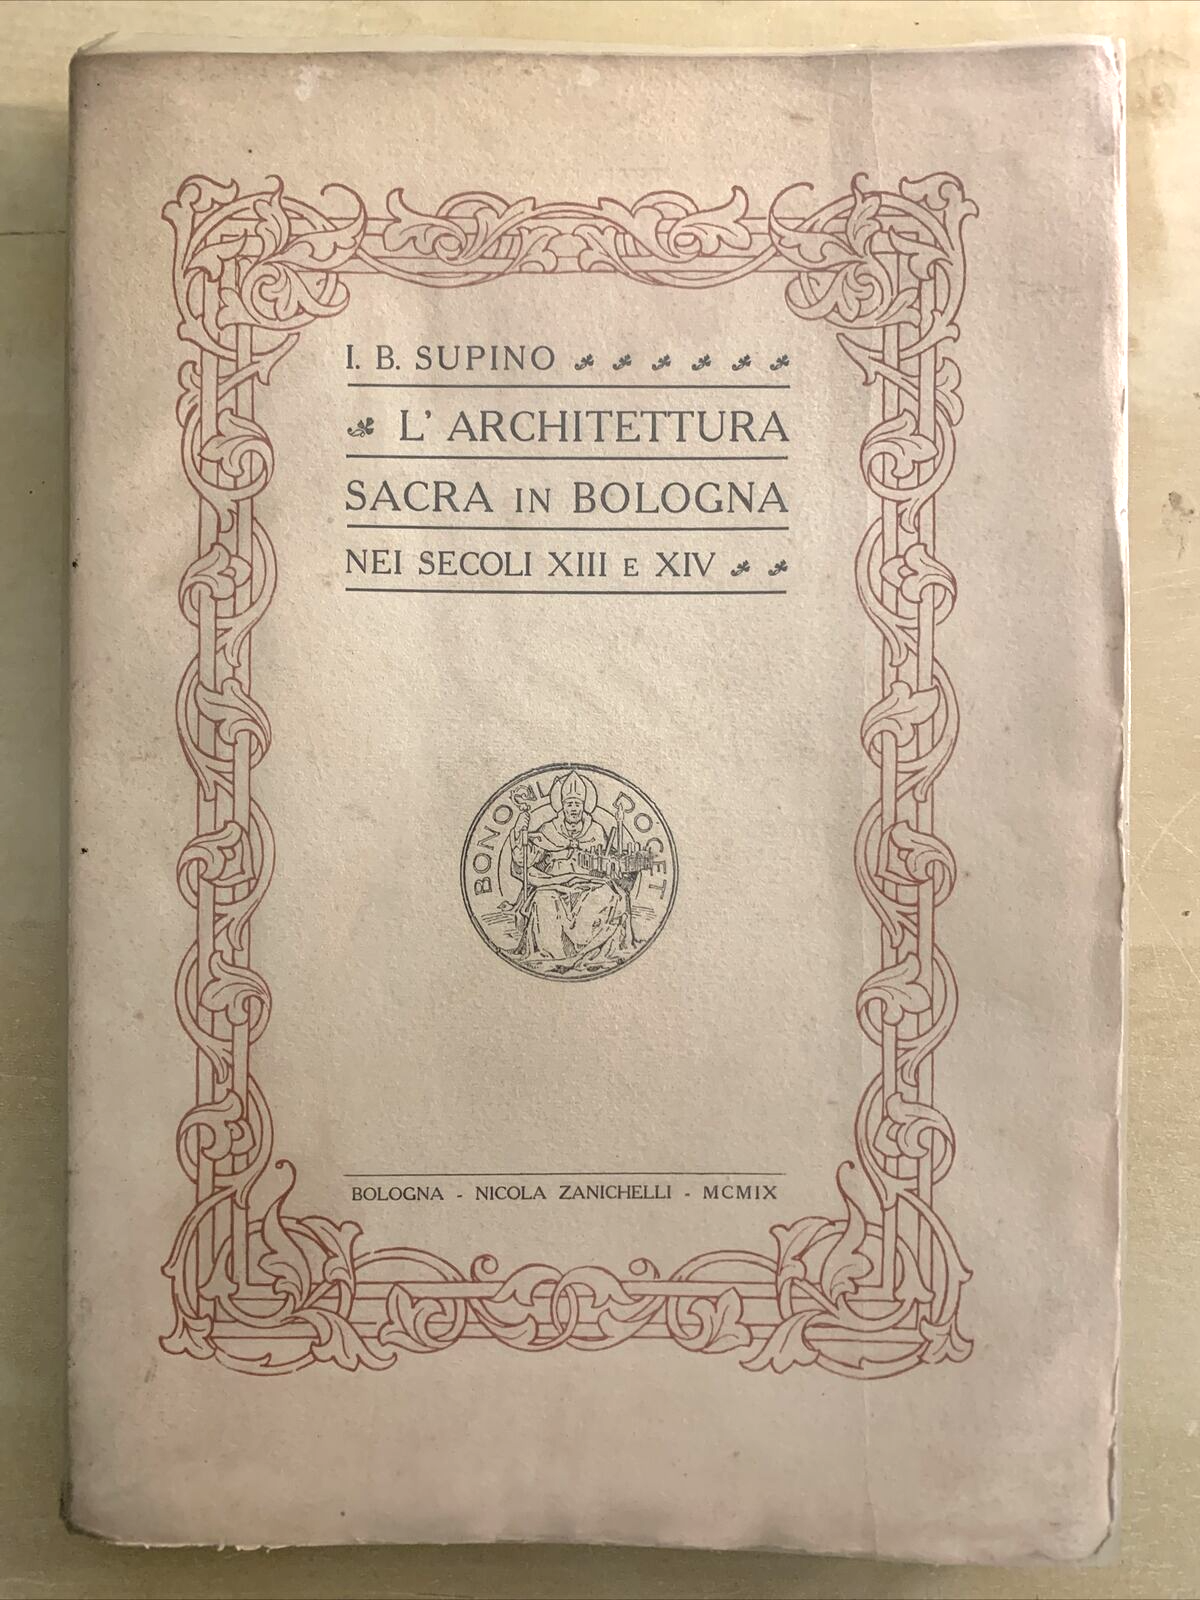 I. B. SUPINO
L' ARCHITETTURA
SACRA IN BOLOGNA
NEI SECOLI XIII E XIV
BONONIA DOCET
BOLOGNA - NICOLA ZANICHELLI - MCMIX